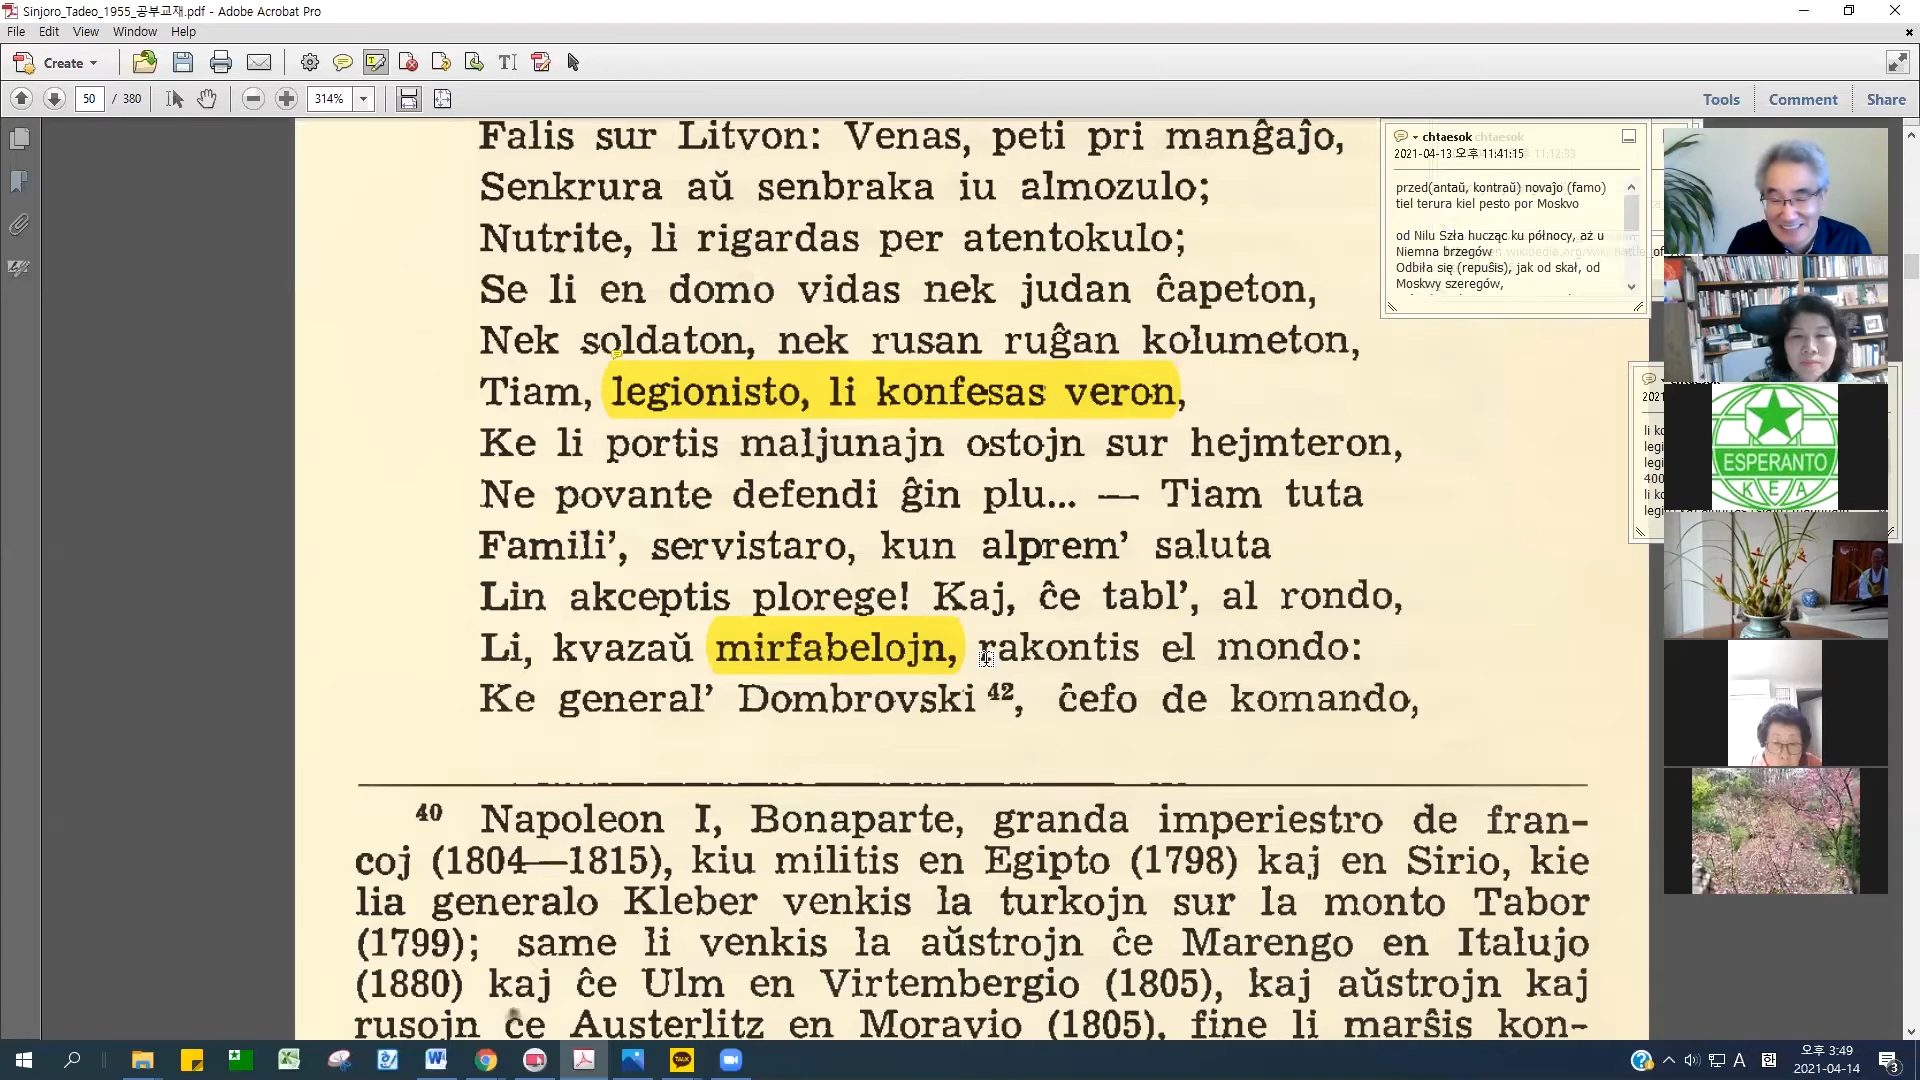 Sinjoro_Tadeo_1955_공부교재.pdf - Adobe Acrobat Pro
File Edit View Window Help
Create
50 / 380
314%
Tools Comment Share
Falis sur Litvon: Venas, peti pri manĝaĵo,
Senkrura aŭ senbraka iu almozulo;
Nutrite, li rigardas per atentokulo;
Se li en domo vidas nek judan ĉapeton,
Nek soldaton, nek rusan ruĝan kolumeton,
Tiam, legionisto, li konfesas veron,
Ke li portis maljunajn ostojn sur hejmteron,
Ne povante defendi ĝin plu... — Tiam tuta
Famili’, servistaro, kun alprem’ saluta
Lin akceptis plorege! Kaj, ĉe tabl’, al rondo,
Li, kvazaŭ mirfabelojn, rakontis el mondo:
Ke general’ Dombrovski 42, ĉefo de komando,
40 Napoleon I, Bonaparte, granda imperiestro de fran-
coj (1804—1815), kiu militis en Egipto (1798) kaj en Sirio, kie
lia generalo Kleber venkis la turkojn sur la monto Tabor
(1799); same li venkis la aŭstrojn ĉe Marengo en Italujo
(1880) kaj ĉe Ulm en Virtembergio (1805), kaj aŭstrojn kaj
rusojn ĉe Austerlitz en Moravio (1805), fine li marŝis kon-
chtaesok
2021-04-13 오후 11:41:15
przed(antaŭ, kontraŭ) novaĵo (famo)
tiel terura kiel pesto por Moskvo
od Nilu Szła hucząc ku północy, aż u
Niemna brzegów
Odbiła się (repuŝis), jak od skał, od
Moskwy szeregów,
ESPERANTO
K E A
TALK
A
오후 3:49
2021-04-14
3